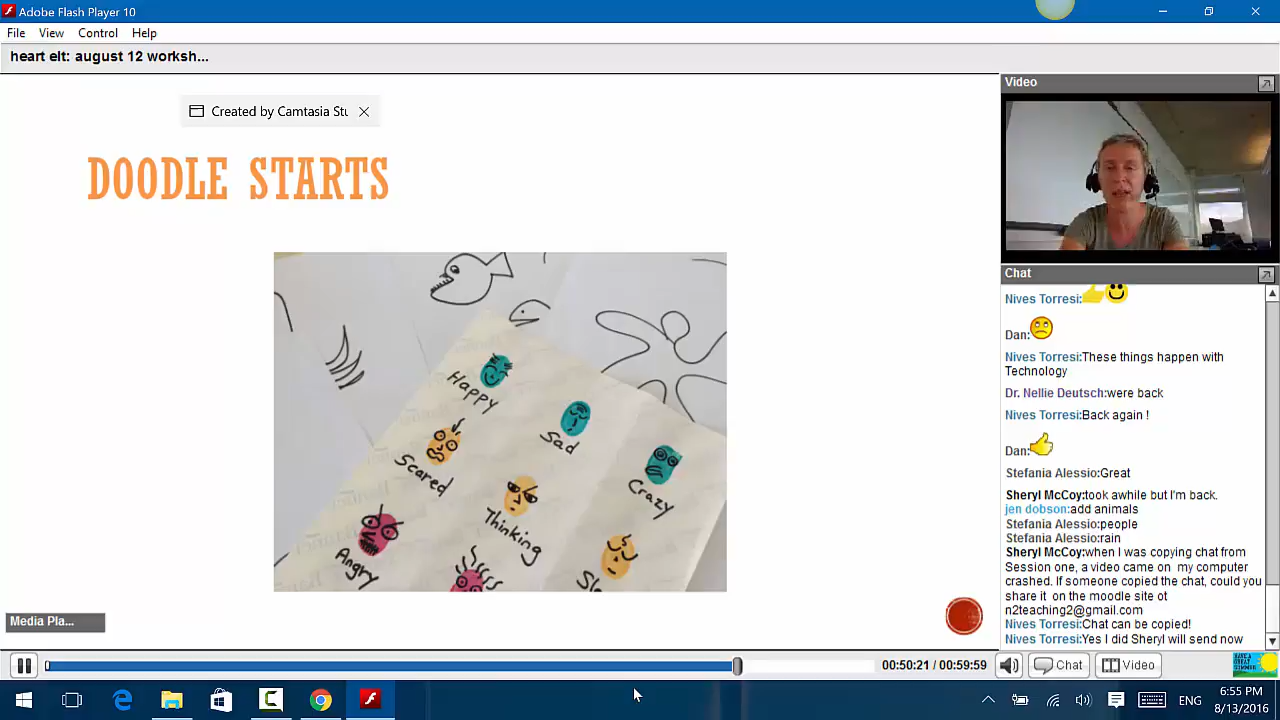 Adobe Flash Player 10
File View Control Help
heart elt: august 12 worksh...
Created by Camtasia Stu
DOODLE STARTS
Happy
Sad
Scared
Crazy
Thinking
Angry
Media Pla...
00:50:21 / 00:59:59
Video
Chat
Nives Torresi:
Dan:
Nives Torresi:These things happen with
Technology
Dr. Nellie Deutsch:were back
Nives Torresi:Back again !
Dan:
Stefania Alessio:Great
Sheryl McCoy:took awhile but I'm back.
jen dobson:add animals
Stefania Alessio:people
Stefania Alessio:rain
Sheryl McCoy:when I was copying chat from
Session one, a video came on my computer
crashed. If someone copied the chat, could you
share it on the moodle site ot
n2teaching2@gmail.com
Nives Torresi:Chat can be copied!
Nives Torresi:Yes I did Sheryl will send now
Chat Video
ENG
6:55 PM
8/13/2016